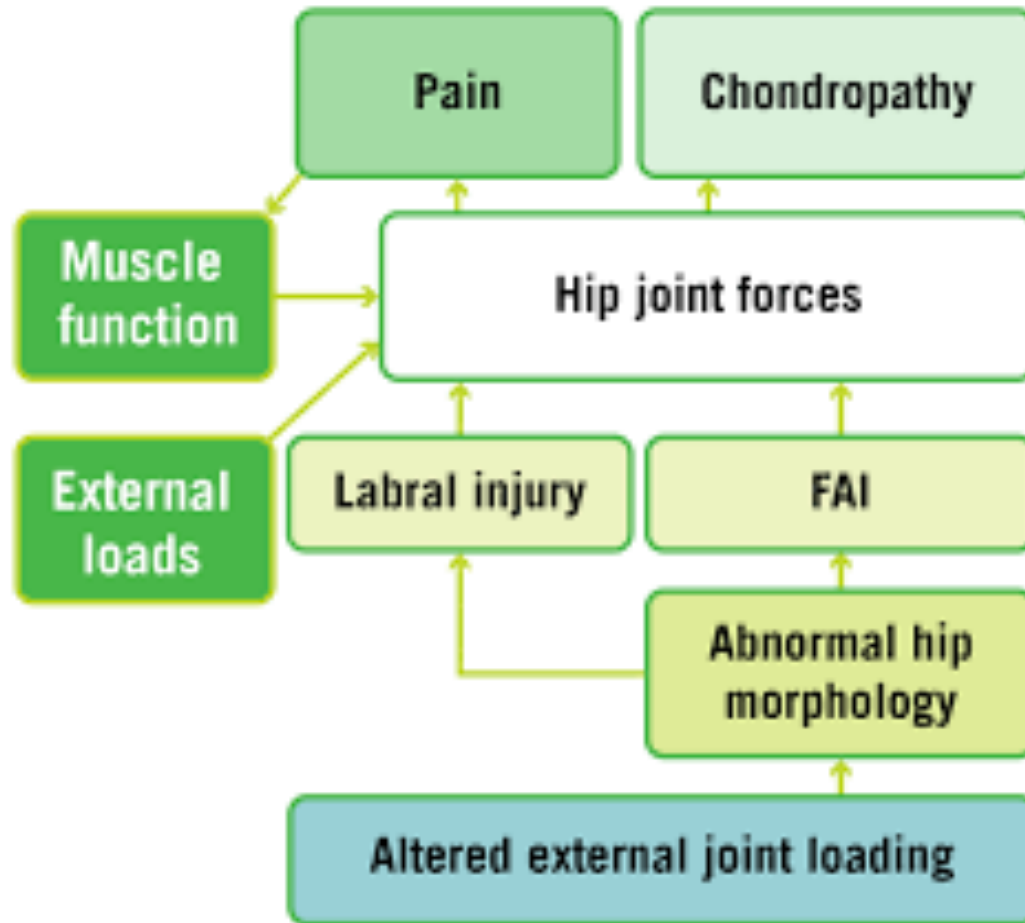 Pain
Chondropathy
Muscle
function
Hip joint forces
External
loads
Labral injury
FAI
Abnormal hip
morphology
Altered external joint loading